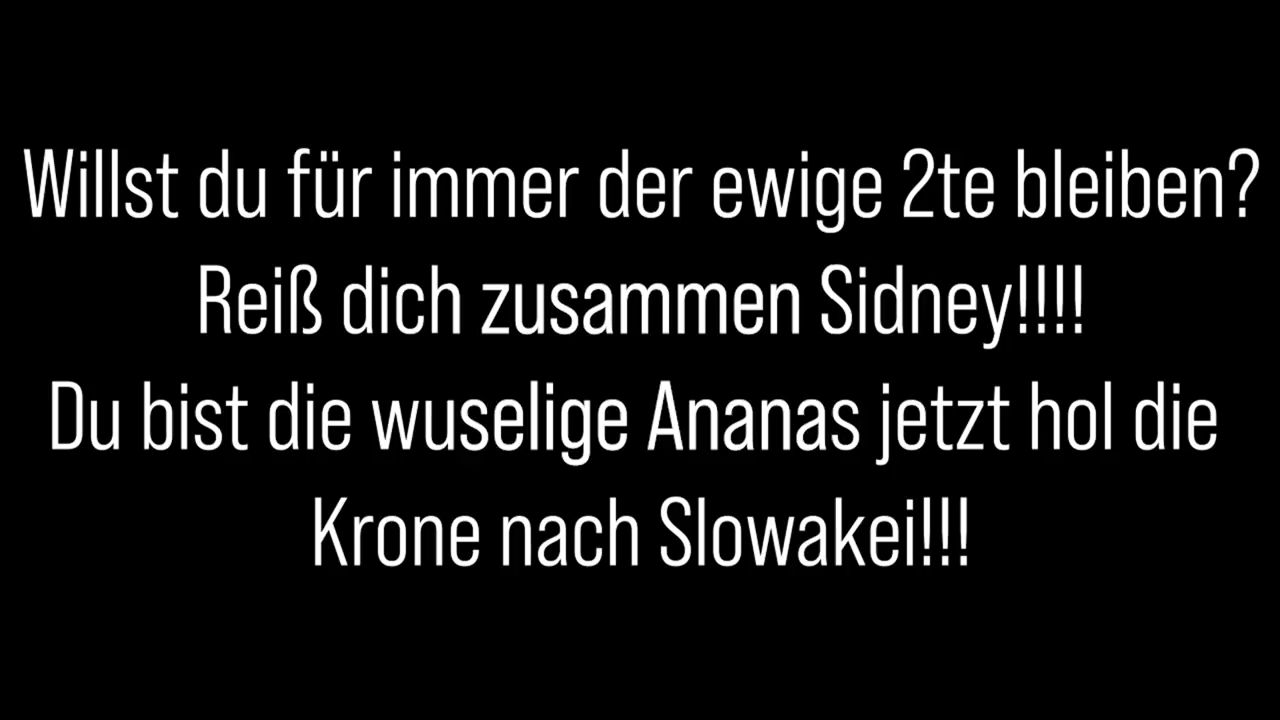 Willst du für immer der ewige 2te bleiben?
Reiß dich zusammen Sidney!!!!
Du bist die wuselige Ananas jetzt hol die
Krone nach Slowakei!!!